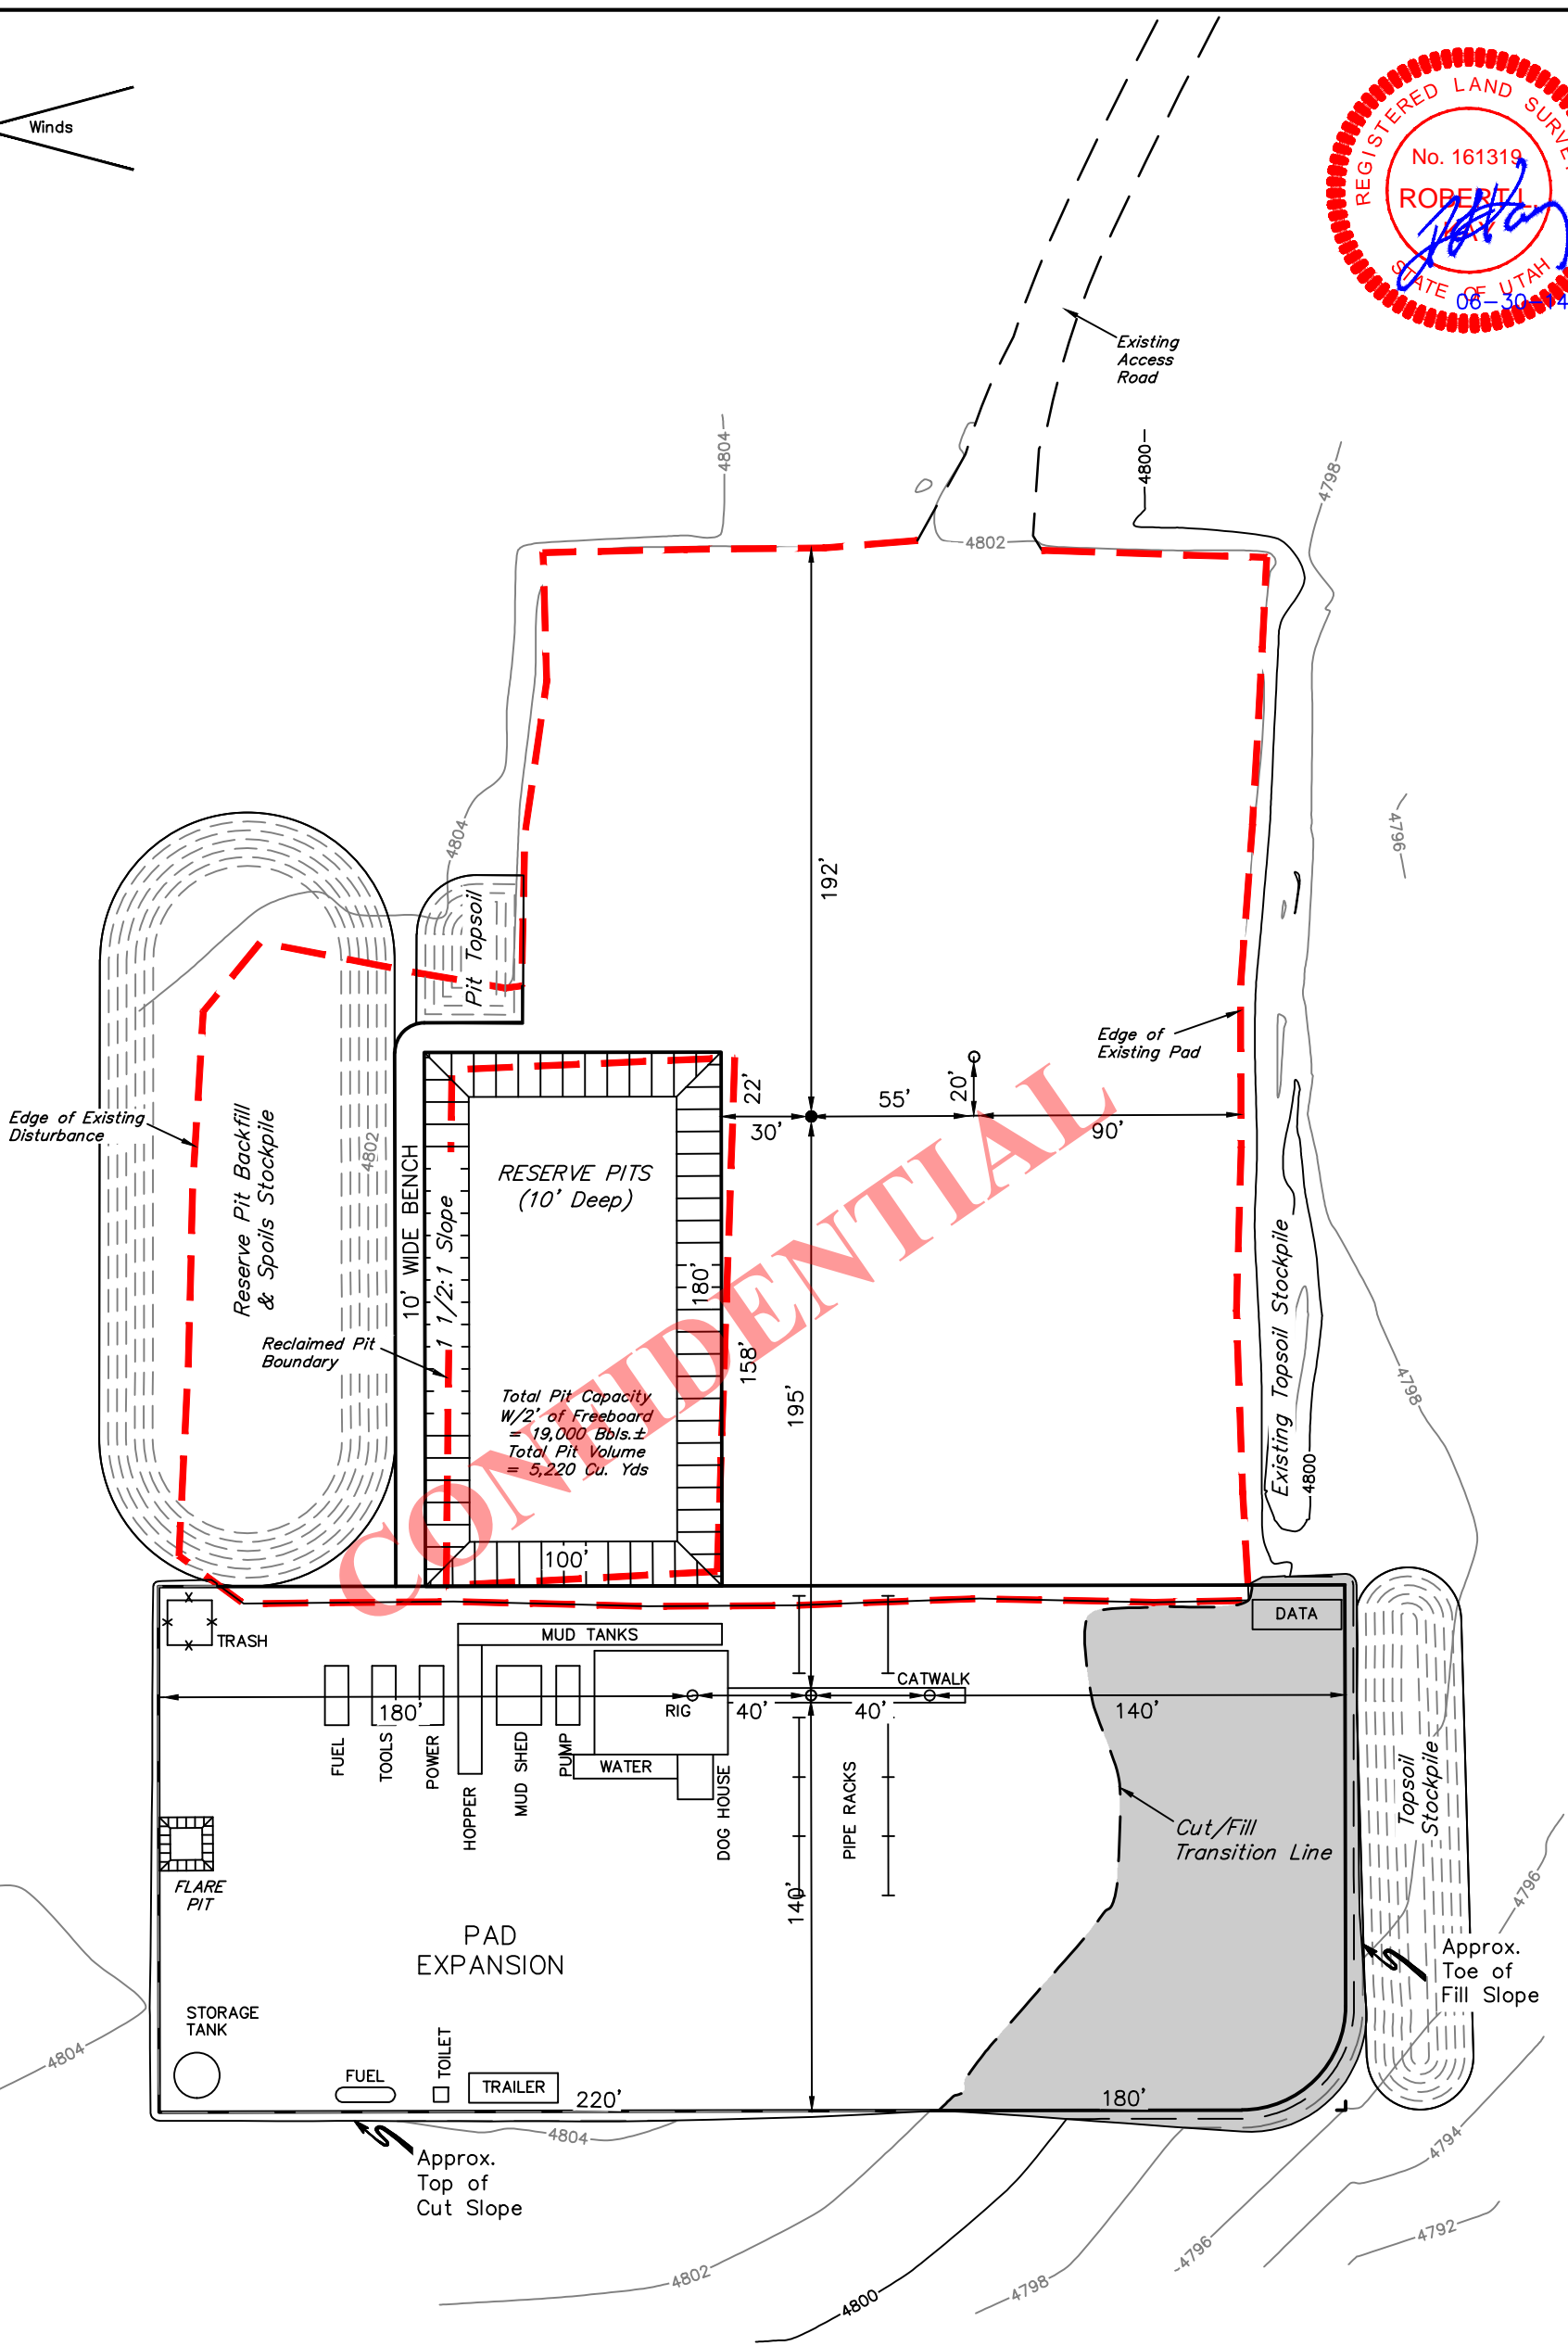 Winds
REGISTERED LAND
No. 161319
ROBERT L.
KAY
STATE OF UTAH
06-30-14
Existing
Access
Road
4804
4800
4798
4802
4804
4796
192'
Pit Topsoil
Edge of
Existing Pad
Edge of Existing
Disturbance
Reserve Pit Backfill
& Spoils Stockpile
4802
10' WIDE BENCH
1 1/2:1 Slope
RESERVE PITS
(10' Deep)
22'
30'
55'
20'
90'
180'
158'
195'
Reclaimed Pit
Boundary
Total Pit Capacity
W/2' of Freeboard
= 19,000 Bbls.±
Total Pit Volume
= 5,220 Cu. Yds
100'
Existing Topsoil Stockpile
4800
4798
CONFIDENTIAL
TRASH
MUD TANKS
DATA
CATWALK
RIG
180'
40'
40'
140'
FUEL
TOOLS
POWER
HOPPER
MUD SHED
PUMP
WATER
DOG HOUSE
PIPE RACKS
Cut/Fill
Transition Line
Topsoil
Stockpile
FLARE
PIT
140'
PAD
EXPANSION
4796
Approx.
Toe of
Fill Slope
STORAGE
TANK
4804
FUEL
TOILET
TRAILER
220'
180'
4804
Approx.
Top of
Cut Slope
4802
4800
4798
4796
4794
4792